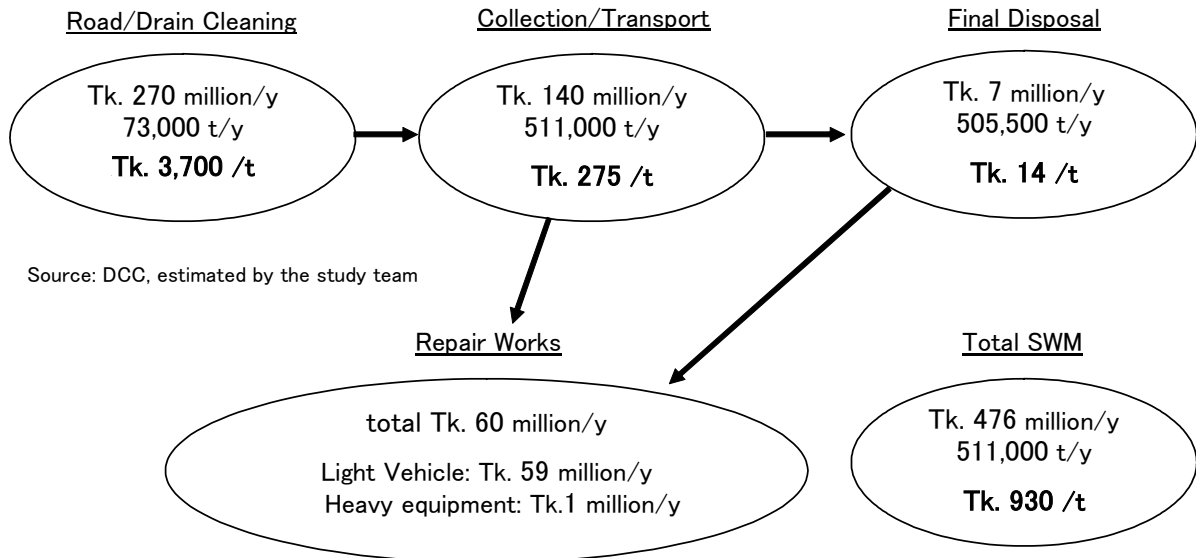 Road/Drain Cleaning
Tk. 270 million/y
73,000 t/y
Tk. 3,700 /t
Collection/Transport
Tk. 140 million/y
511,000 t/y
Tk. 275 /t
Final Disposal
Tk. 7 million/y
505,500 t/y
Tk. 14 /t
Source: DCC, estimated by the study team
Repair Works
total Tk. 60 million/y
Light Vehicle: Tk. 59 million/y
Heavy equipment: Tk.1 million/y
Total SWM
Tk. 476 million/y
511,000 t/y
Tk. 930 /t